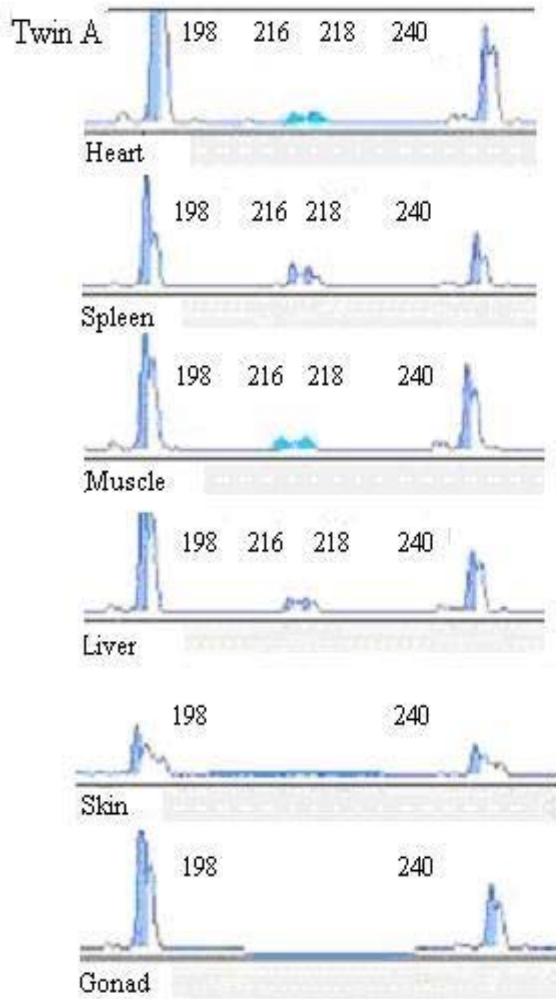 Twin A 198 216 218 240
Heart
198 216 218 240
Spleen
198 216 218 240
Muscle
198 216 218 240
Liver
198 240
Skin
198 240
Gonad